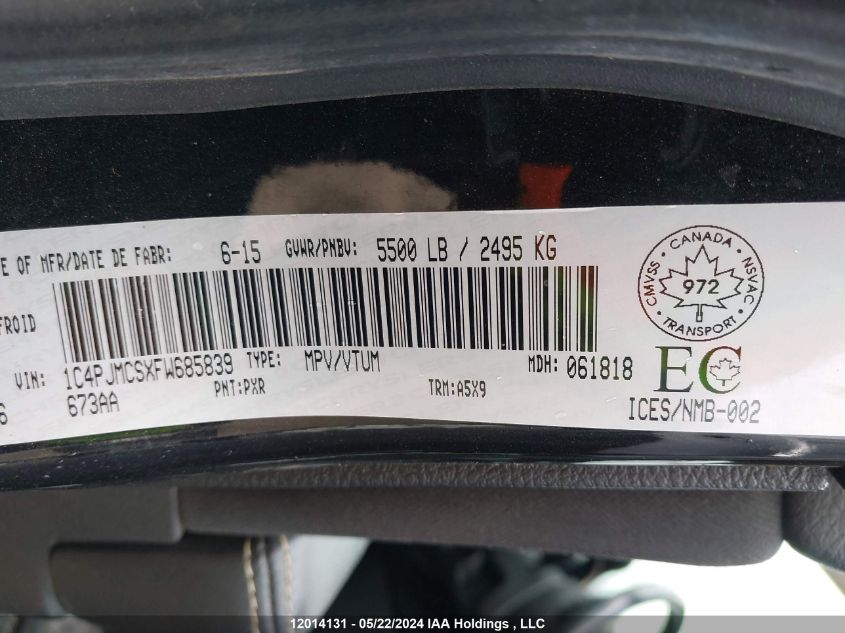 E OF MFR/DATE DE FABR: 6-15 GVWR/PNBV: 5500 LB / 2495 KG
FROID
VIN: 1C4PJMCSXFW685839 TYPE: MPV/VTUM MDH: 061818
6 673AA PNT:PXR TRM:A5X9
CMVSS CANADA NSVAC
972
TRANSPORT
EC
ICES/NMB-002
12014131 - 05/22/2024 IAA Holdings , LLC